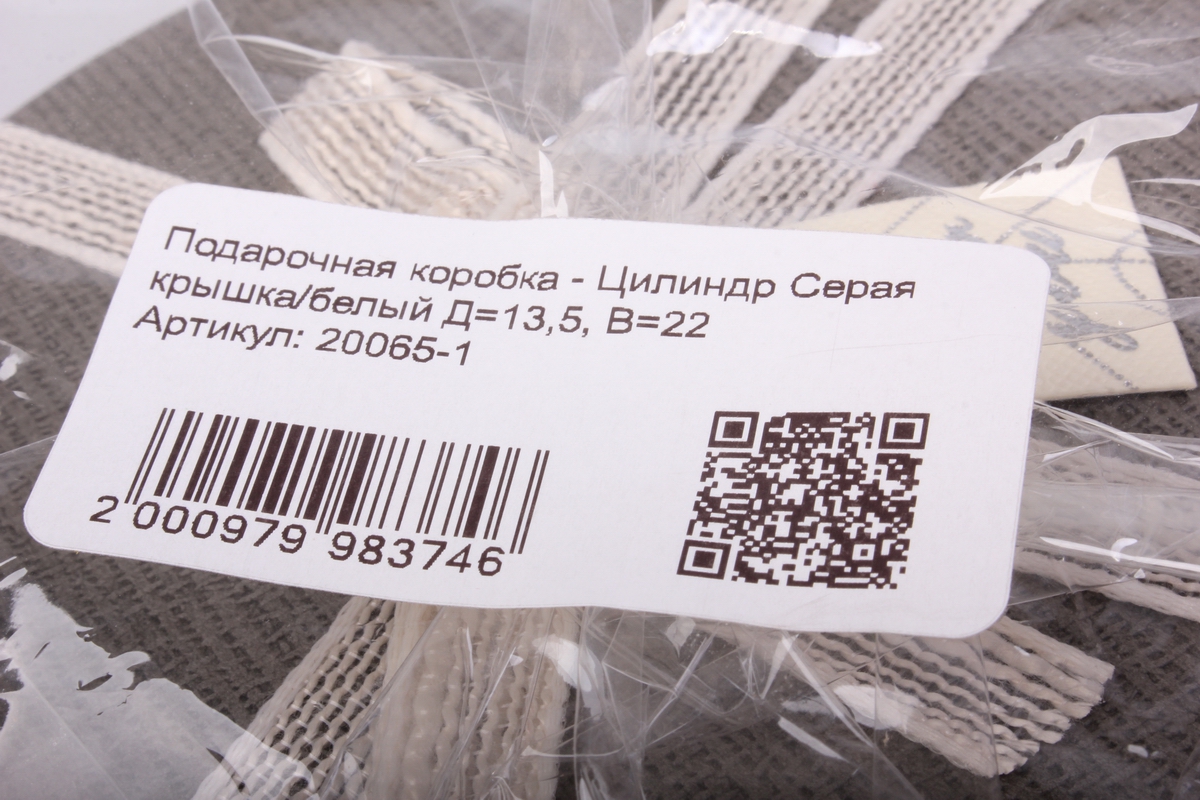 Подарочная коробка - Цилиндр Серая
крышка/белый Д=13,5, В=22
Артикул: 20065-1
2 000979 983746